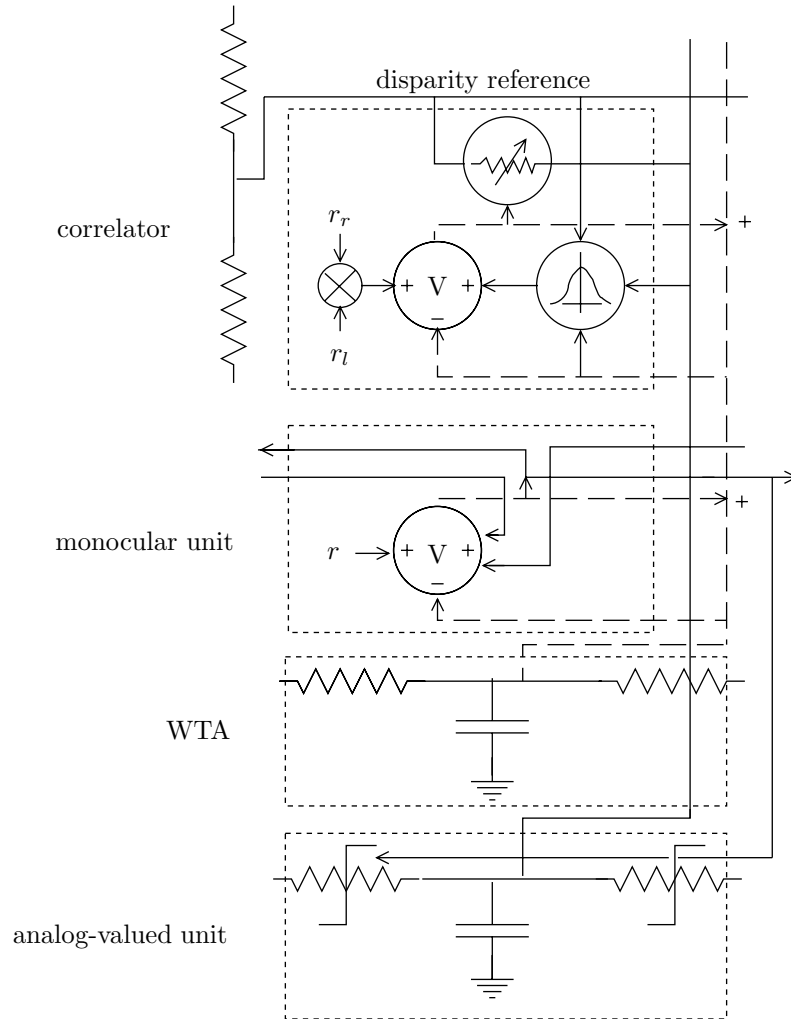 disparity reference
r_r
+
correlator
+ V +
−
r_l
+
monocular unit
r
+ V +
−
WTA
analog-valued unit